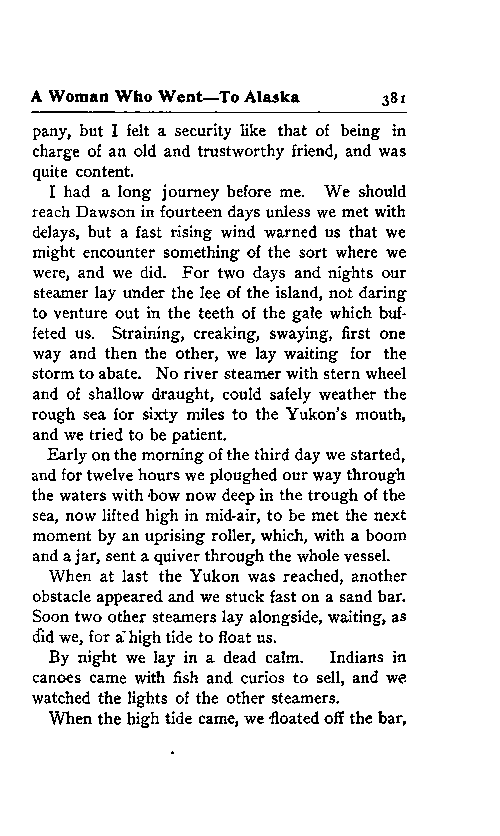 A Woman Who Went—To Alaska 381
pany, but I felt a security like that of being in
charge of an old and trustworthy friend, and was
quite content.
I had a long journey before me. We should
reach Dawson in fourteen days unless we met with
delays, but a fast rising wind warned us that we
might encounter something of the sort where we
were, and we did. For two days and nights our
steamer lay under the lee of the island, not daring
to venture out in the teeth of the gale which buf-
feted us. Straining, creaking, swaying, first one
way and then the other, we lay waiting for the
storm to abate. No river steamer with stern wheel
and of shallow draught, could safely weather the
rough sea for sixty miles to the Yukon's mouth,
and we tried to be patient.
Early on the morning of the third day we started,
and for twelve hours we ploughed our way through
the waters with bow now deep in the trough of the
sea, now lifted high in mid-air, to be met the next
moment by an uprising roller, which, with a boom
and a jar, sent a quiver through the whole vessel.
When at last the Yukon was reached, another
obstacle appeared and we stuck fast on a sand bar.
Soon two other steamers lay alongside, waiting, as
did we, for a high tide to float us.
By night we lay in a dead calm. Indians in
canoes came with fish and curios to sell, and we
watched the lights of the other steamers.
When the high tide came, we floated off the bar,